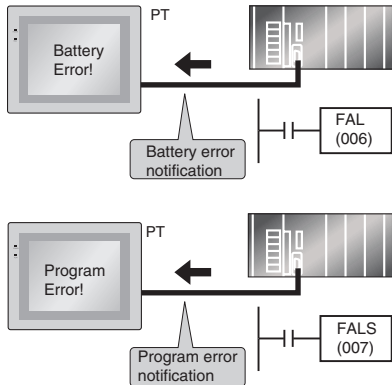 PT
Battery
Error!
Battery error
notification
FAL
(006)
PT
Program
Error!
Program error
notification
FALS
(007)